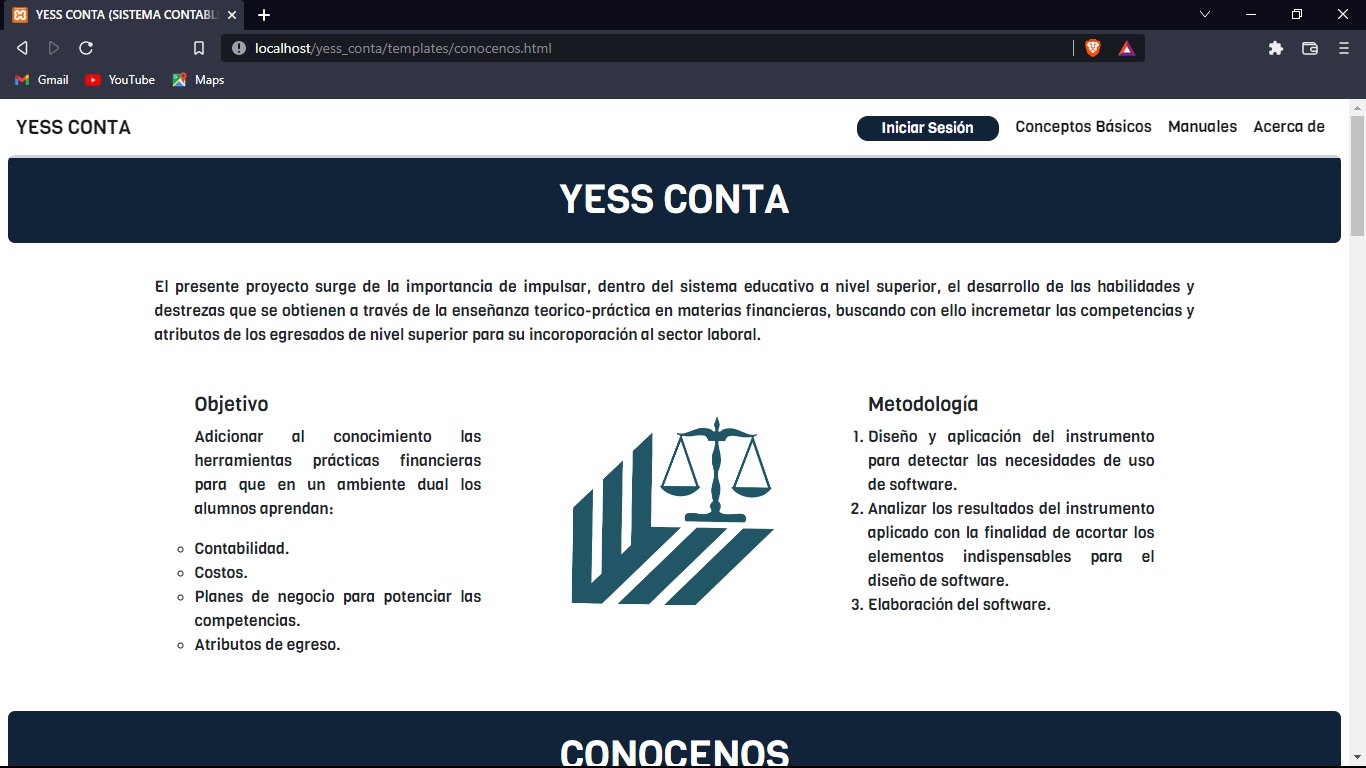 YESS CONTA (SISTEMA CONTABL
localhost/yess_conta/templates/conocenos.html
Gmail YouTube Maps
YESS CONTA
Iniciar Sesión Conceptos Básicos Manuales Acerca de
YESS CONTA
El presente proyecto surge de la importancia de impulsar, dentro del sistema educativo a nivel superior, el desarrollo de las habilidades y
destrezas que se obtienen a través de la enseñanza teorico-práctica en materias financieras, buscando con ello incremetar las competencias y
atributos de los egresados de nivel superior para su incoroporación al sector laboral.
Objetivo
Adicionar al conocimiento las
herramientas prácticas financieras
para que en un ambiente dual los
alumnos aprendan:
Contabilidad.
Costos.
Planes de negocio para potenciar las
competencias.
Atributos de egreso.
Metodología
1. Diseño y aplicación del instrumento
para detectar las necesidades de uso
de software.
2. Analizar los resultados del instrumento
aplicado con la finalidad de acortar los
elementos indispensables para el
diseño de software.
3. Elaboración del software.
CONOCENOS